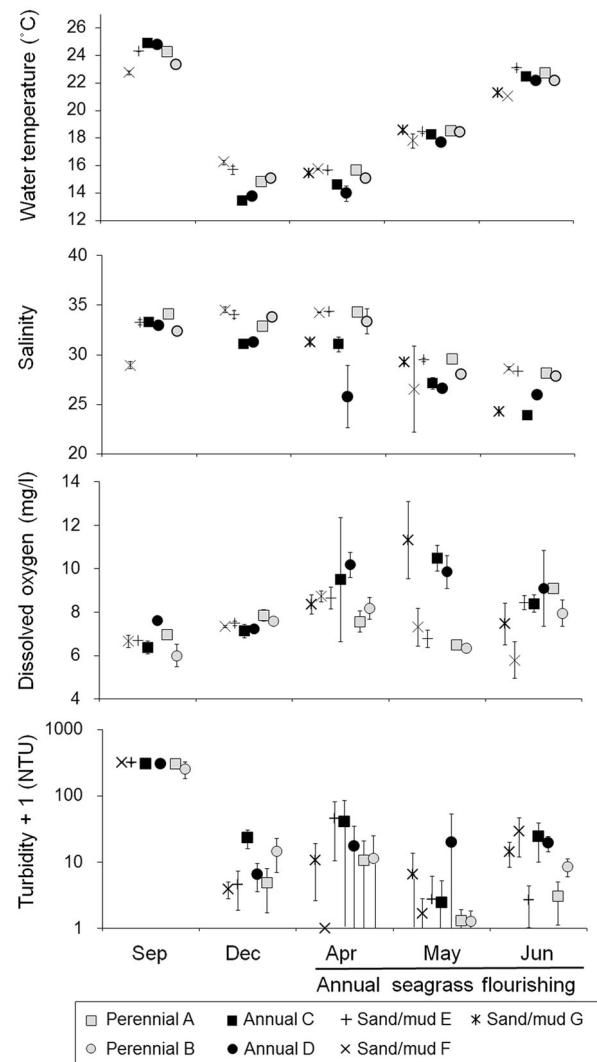 Water temperature (˚C)
26
24
22
20
18
16
14
12
Salinity
40
35
30
25
20
Dissolved oxygen (mg/l)
14
12
10
8
6
4
Turbidity + 1 (NTU)
1000
100
10
1
Sep Dec Apr May Jun
Annual seagrass flourishing
Perennial A Annual C Sand/mud E Sand/mud G
Perennial B Annual D Sand/mud F